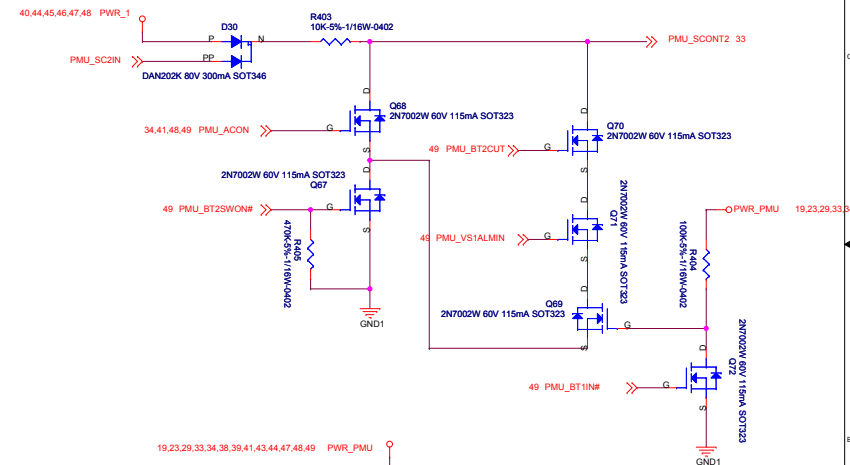 40,44,45,46,47,48 PWR_1
D30
R403
10K-5%-1/16W-0402
P
N
PMU_SCONT2 33
PMU_SC2IN
PP
DAN202K 80V 300mA SOT346
D
D
Q68
2N7002W 60V 115mA SOT323
34,41,48,49 PMU_ACON
G
Q70
2N7002W 60V 115mA SOT323
49 PMU_BT2CUT
G
S
S
D
2N7002W 60V 115mA SOT323
Q67
49 PMU_BT2SWON#
G
S
R405
470K-5%-1/16W-0402
GND1
D
2N7002W 60V 115mA SOT323
Q71
49 PMU_VS1ALMIN
G
S
PWR_PMU 19,23,29,33,3
R404
100K-5%-1/16W-0402
D
Q69
2N7002W 60V 115mA SOT323
G
S
D
2N7002W 60V 115mA SOT323
Q72
49 PMU_BT1IN#
G
S
GND1
19,23,29,33,34,38,39,41,43,44,47,48,49 PWR_PMU